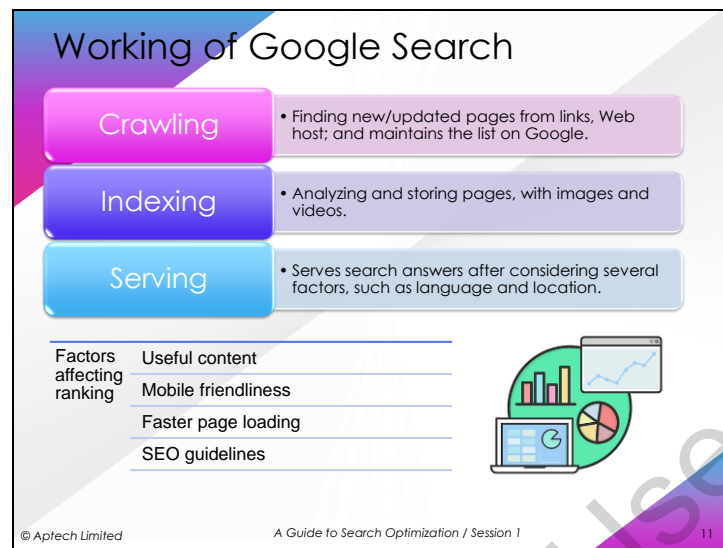 Working of Google Search
Crawling
• Finding new/updated pages from links, Web
host; and maintains the list on Google.
Indexing
• Analyzing and storing pages, with images and
videos.
Serving
• Serves search answers after considering several
factors, such as language and location.
Factors
affecting
ranking
Useful content
Mobile friendliness
Faster page loading
SEO guidelines
Use
© Aptech Limited
A Guide to Search Optimization / Session 1
11